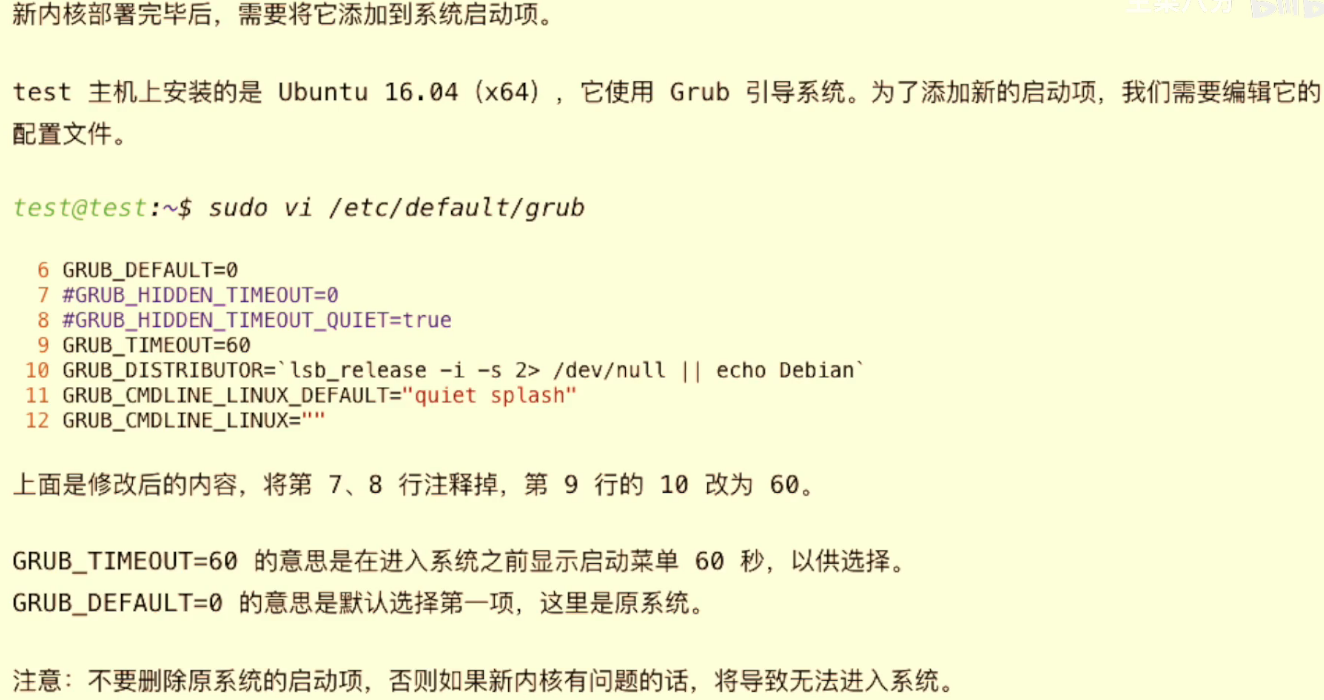 新内核部署完毕后，需要将它添加到系统启动项。
test 主机上安装的是 Ubuntu 16.04（x64），它使用 Grub 引导系统。为了添加新的启动项，我们需要编辑它的
配置文件。
test@test:~$ sudo vi /etc/default/grub
6 GRUB_DEFAULT=0
7 #GRUB_HIDDEN_TIMEOUT=0
8 #GRUB_HIDDEN_TIMEOUT_QUIET=true
9 GRUB_TIMEOUT=60
10 GRUB_DISTRIBUTOR=`lsb_release -i -s 2> /dev/null || echo Debian`
11 GRUB_CMDLINE_LINUX_DEFAULT="quiet splash"
12 GRUB_CMDLINE_LINUX=""
上面是修改后的内容，将第 7、8 行注释掉，第 9 行的 10 改为 60。
GRUB_TIMEOUT=60 的意思是在进入系统之前显示启动菜单 60 秒，以供选择。
GRUB_DEFAULT=0 的意思是默认选择第一项，这里是原系统。
注意：不要删除原系统的启动项，否则如果新内核有问题的话，将导致无法进入系统。